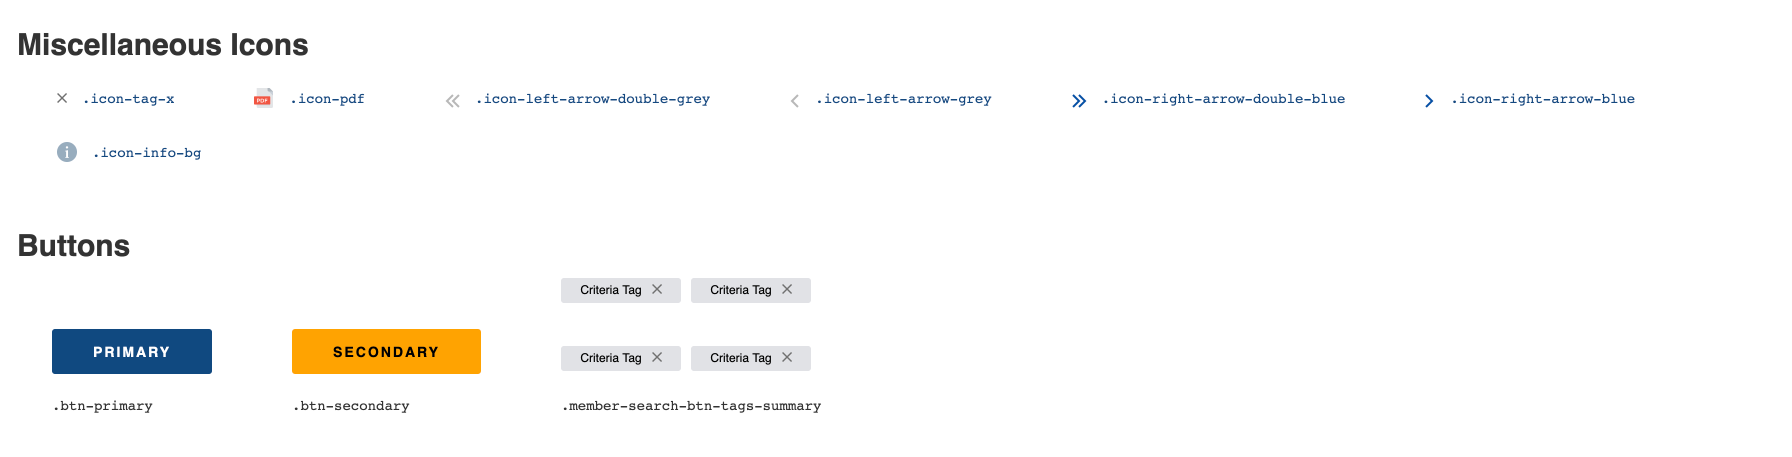 Miscellaneous Icons
.icon-tag-x PDF .icon-pdf .icon-left-arrow-double-grey .icon-left-arrow-grey .icon-right-arrow-double-blue .icon-right-arrow-blue
i .icon-info-bg
Buttons
Criteria Tag Criteria Tag
PRIMARY SECONDARY Criteria Tag Criteria Tag
.btn-primary .btn-secondary .member-search-btn-tags-summary